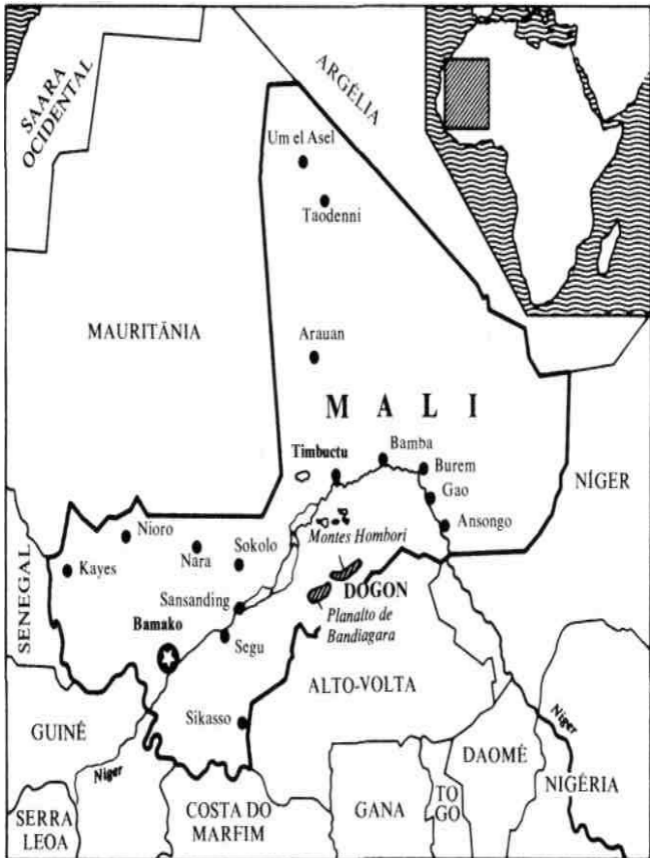 SAARA
OCIDENTAL
ARGÉLIA
Um el Asel
Taodenni
MAURITÂNIA
Arauan
MALI
Timbuctu
Bamba
Burem
Gao
Ansongo
NÍGER
Montes Hombori
DOGON
Planalto de
Bandiagara
Nioro
Kayes
Nara
Sokolo
SENEGAL
Sansanding
Bamako
Segu
ALTO-VOLTA
Sikasso
GUINÉ
Niger
Niger
DAOMÉ
NIGÉRIA
SERRA
LEOA
COSTA DO
MARFIM
GANA
TO
GO